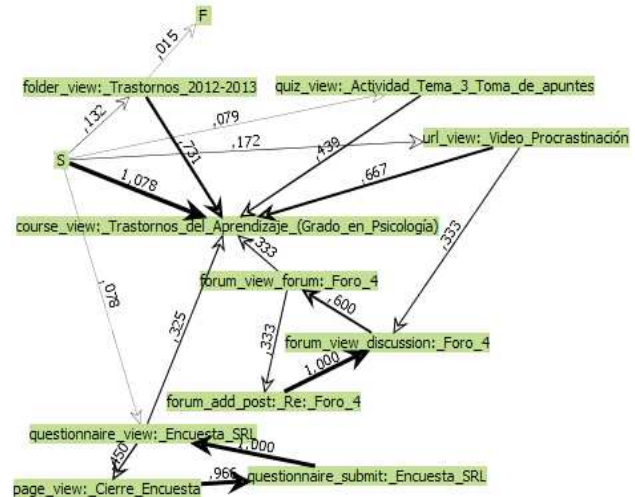 F
,015
folder_view:_Trastornos_2012-2013
quiz_view:_Actividad_Tema_3_Toma_de_apuntes
,132
,079
,731
,439
,172
url_view:_Video_Procrastinación
S
1,078
,667
course_view:_Trastornos_del_Aprendizaje_(Grado_en_Psicología)
,333
,333
forum_view_forum:_Foro_4
,078
,325
,600
,333
forum_view_discussion:_Foro_4
1,000
forum_add_post:_Re:_Foro_4
questionnaire_view:_Encuesta_SRL
,450
1,000
,966
questionnaire_submit:_Encuesta_SRL
page_view:_Cierre_Encuesta